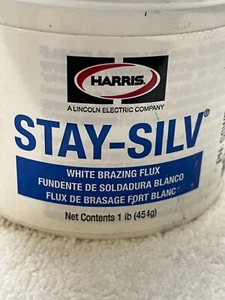 HARRIS
A LINCOLN ELECTRIC COMPANY
STAY-SILV®
WHITE BRAZING FLUX
FUNDENTE DE SOLDADURA BLANCO
FLUX DE BRASAGE FORT BLANC
Net Contents 1 lb (454g)